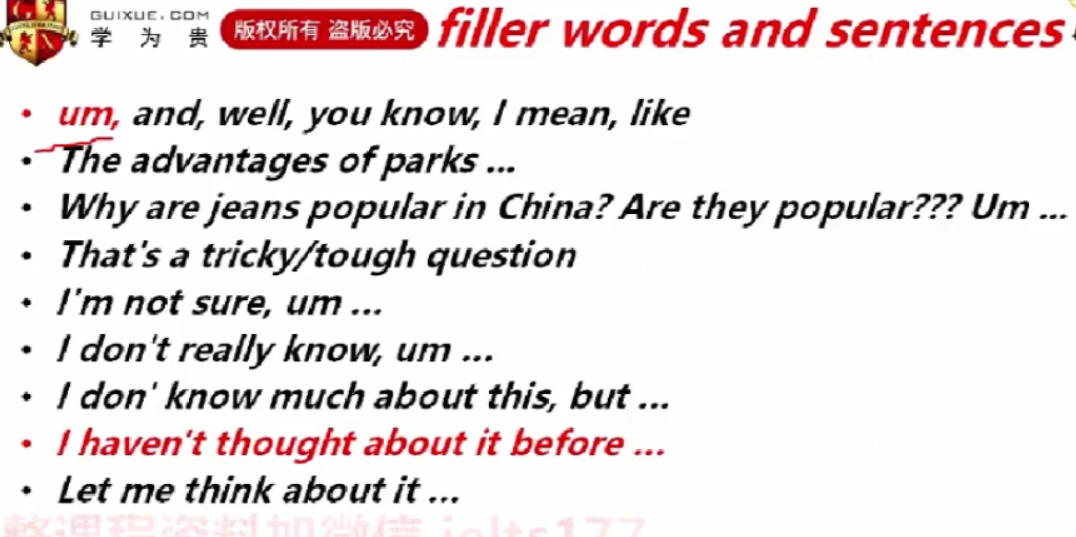 GUIXUE.COM
学为贵
版权所有 盗版必究
filler words and sentences
• um, and, well, you know, I mean, like
• The advantages of parks ...
• Why are jeans popular in China? Are they popular??? Um ...
• That's a tricky/tough question
• I'm not sure, um ...
• I don't really know, um ...
• I don' know much about this, but ...
• I haven't thought about it before ...
• Let me think about it ...
整课程资料加微信 ielts177